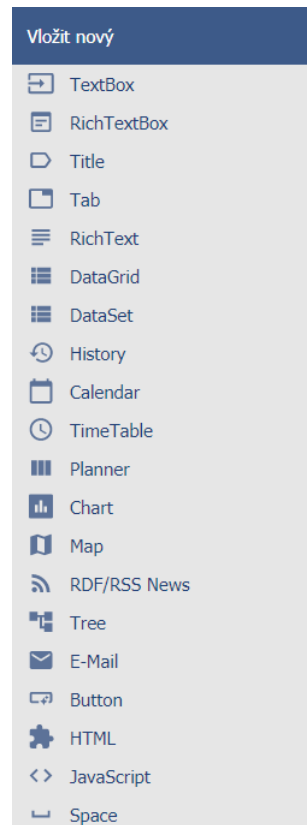 Vložit nový
TextBox
RichTextBox
Title
Tab
RichText
DataGrid
DataSet
History
Calendar
TimeTable
Planner
Chart
Map
RDF/RSS News
Tree
E-Mail
Button
HTML
JavaScript
Space